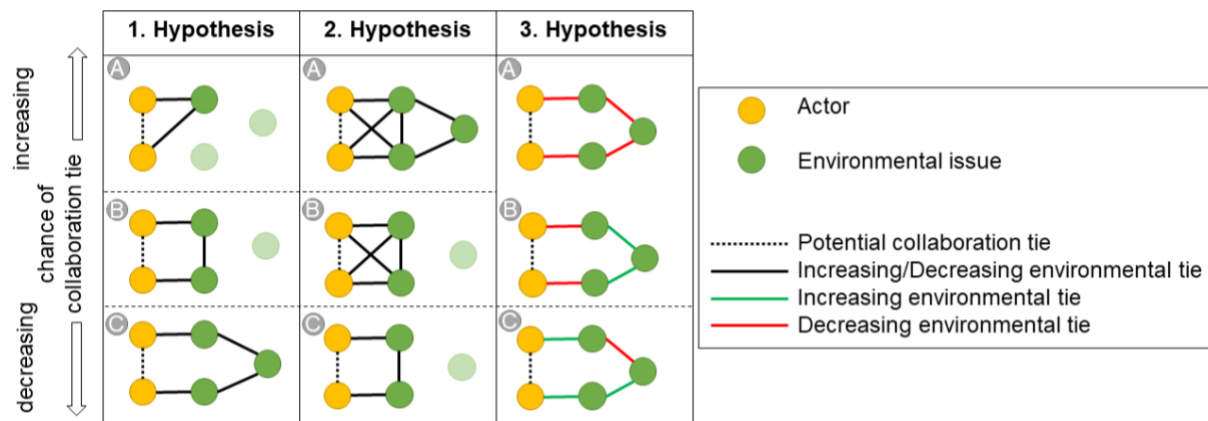 1. Hypothesis
2. Hypothesis
3. Hypothesis
increasing
chance of
collaboration tie
decreasing
A
A
A
B
B
B
C
C
C
Actor
Environmental issue
Potential collaboration tie
Increasing/Decreasing environmental tie
Increasing environmental tie
Decreasing environmental tie